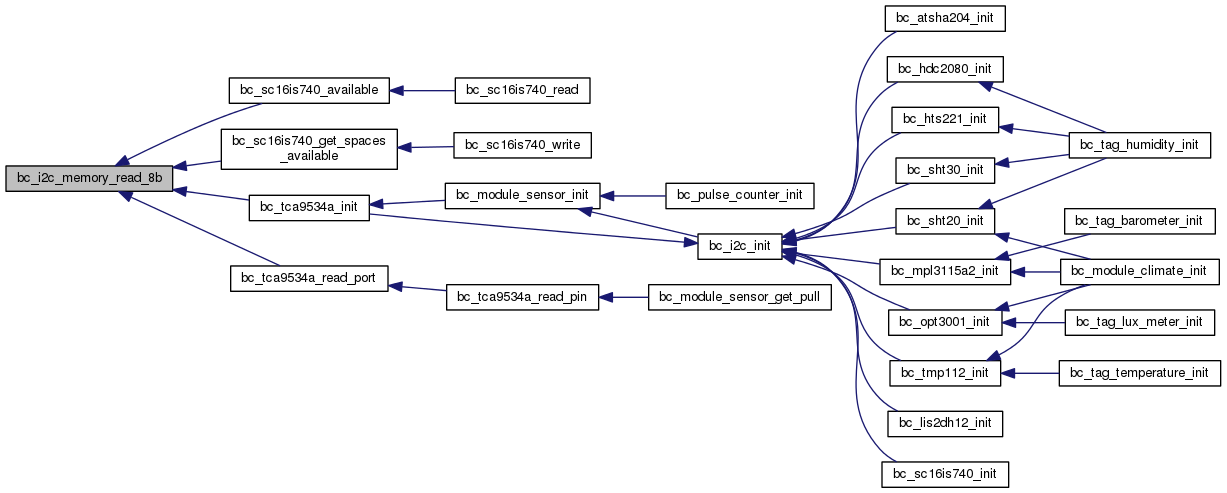 bc_atsha204_init
bc_hdc2080_init
bc_sc16is740_available
bc_sc16is740_read
bc_hts221_init
bc_sc16is740_get_spaces
_available
bc_sc16is740_write
bc_tag_humidity_init
bc_sht30_init
bc_i2c_memory_read_8b
bc_module_sensor_init
bc_pulse_counter_init
bc_tca9534a_init
bc_sht20_init
bc_tag_barometer_init
bc_i2c_init
bc_mpl3115a2_init
bc_module_climate_init
bc_tca9534a_read_port
bc_tca9534a_read_pin
bc_module_sensor_get_pull
bc_opt3001_init
bc_tag_lux_meter_init
bc_tmp112_init
bc_tag_temperature_init
bc_lis2dh12_init
bc_sc16is740_init